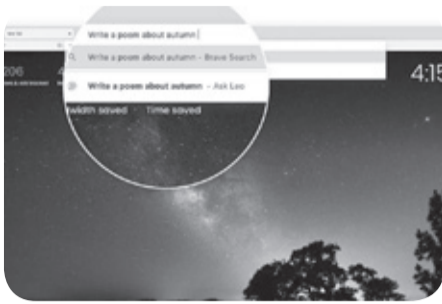 Write a poem about autumn
Write a poem about autumn – Brave Search
Write a poem about autumn – Ask Leo
206
4:15
width saved
Time saved